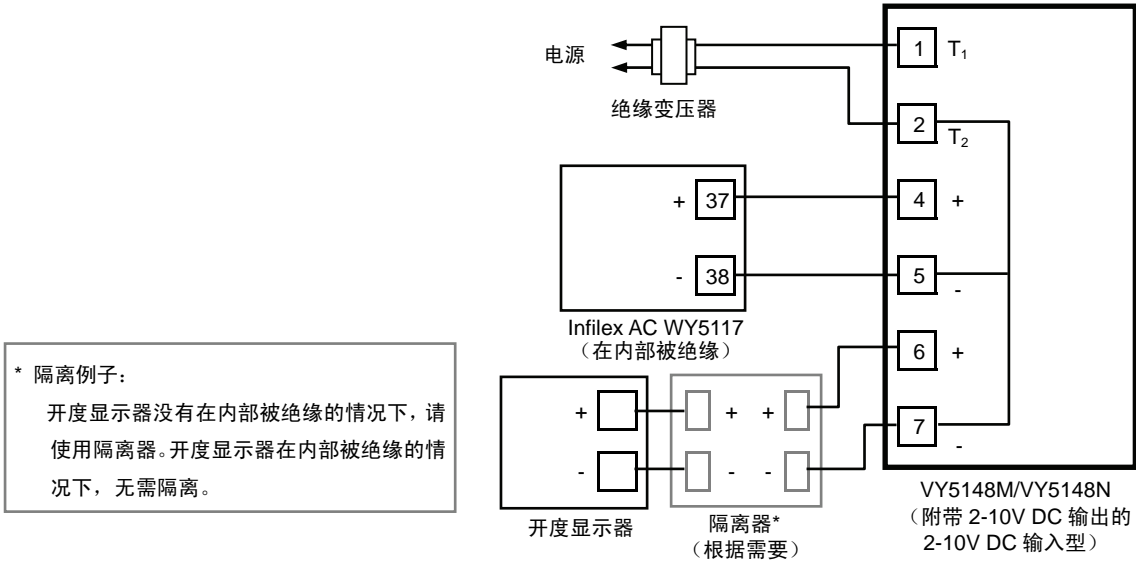 电源
绝缘变压器
1 T₁
2 T₂
+ 37
- 38
4 +
5 -
Infilex AC WY5117
（在内部被绝缘）
6 +
7 -
+ + +
- - -
开度显示器
隔离器*
（根据需要）
VY5148M/VY5148N
（附带 2-10V DC 输出的
2-10V DC 输入型）
* 隔离例子：
开度显示器没有在内部被绝缘的情况下，请
使用隔离器。开度显示器在内部被绝缘的情
况下，无需隔离。